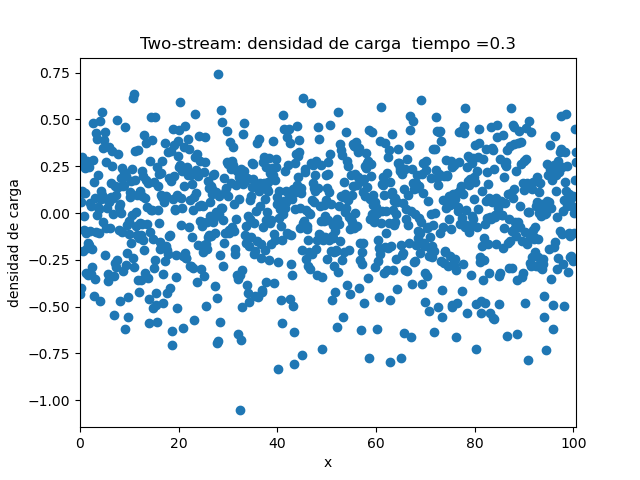 Two-stream: densidad de carga  tiempo =0.3
densidad de carga
0.75
0.50
0.25
0.00
−0.25
−0.50
−0.75
−1.00
0 20 40 60 80 100
x